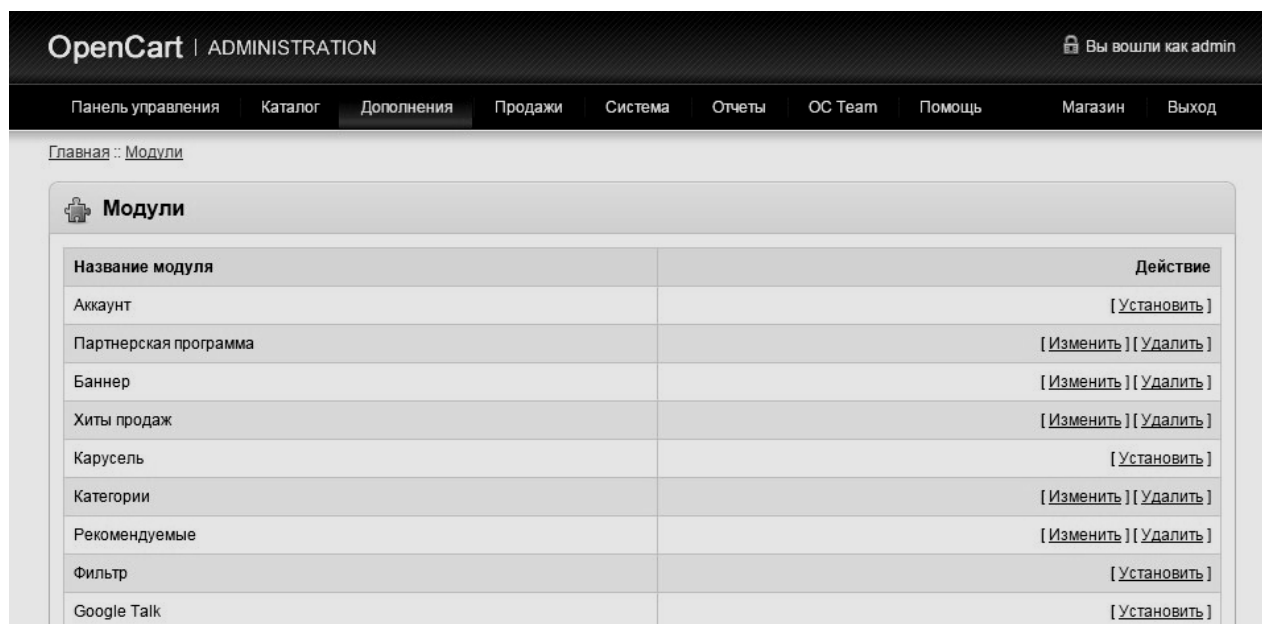 OpenCart | ADMINISTRATION Вы вошли как admin
Панель управления Каталог Дополнения Продажи Система Отчеты OC Team Помощь Магазин Выход
Главная :: Модули
Модули
Название модуля Действие
Аккаунт [ Установить ]
Партнерская программа [ Изменить ] [ Удалить ]
Баннер [ Изменить ] [ Удалить ]
Хиты продаж [ Изменить ] [ Удалить ]
Карусель [ Установить ]
Категории [ Изменить ] [ Удалить ]
Рекомендуемые [ Изменить ] [ Удалить ]
Фильтр [ Установить ]
Google Talk [ Установить ]